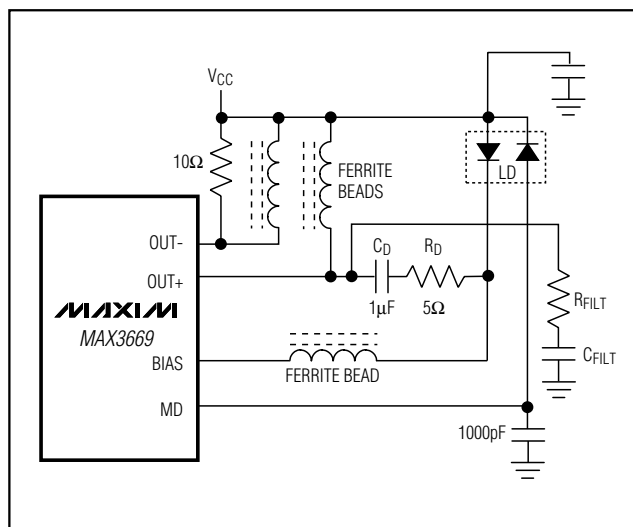 VCC
10Ω
FERRITE
BEADS
LD
OUT-
OUT+
CD
1µF
RD
5Ω
RFILT
CFILT
MAXIM
MAX3669
BIAS
FERRITE BEAD
MD
1000pF